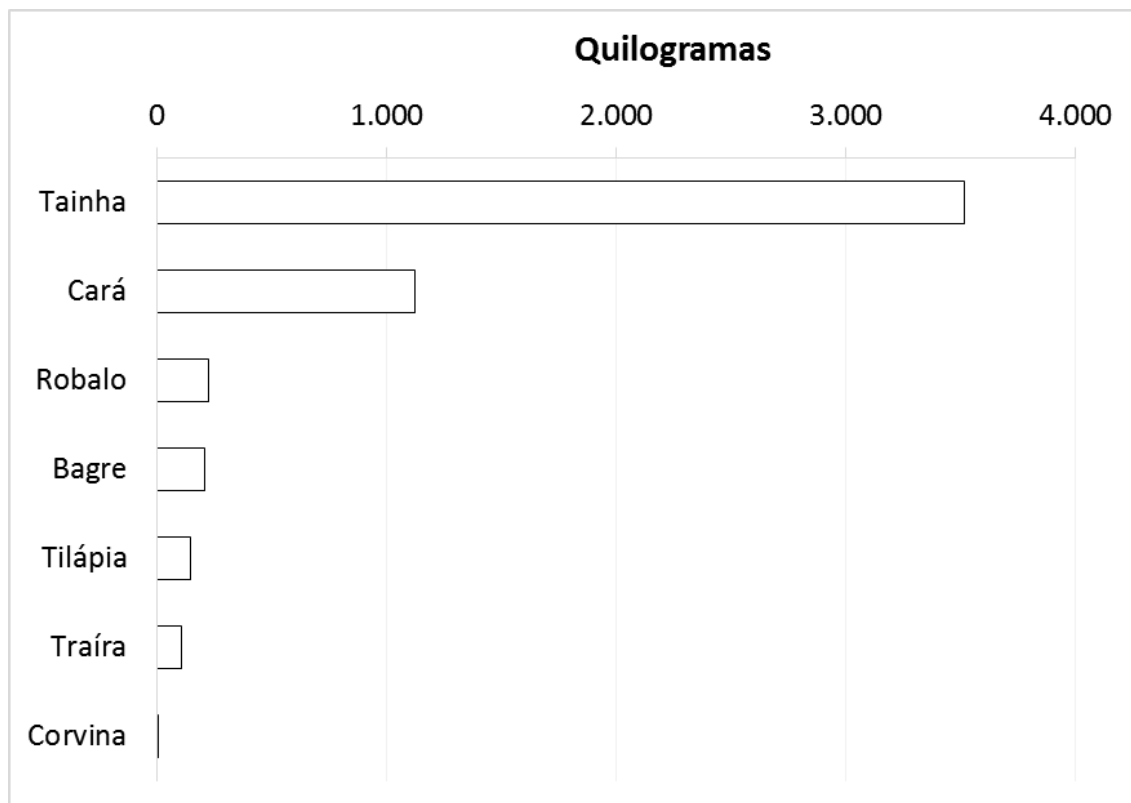 Quilogramas
0 1.000 2.000 3.000 4.000
Tainha
Cará
Robalo
Bagre
Tilápia
Traíra
Corvina